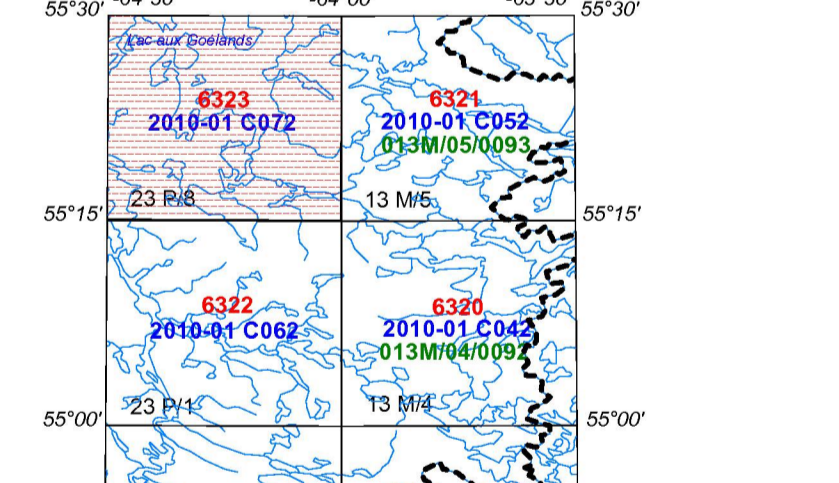 55°30'
55°30'
Lac aux Goélands
6323
2010-01 C072
23 P/8
6321
2010-01 C052
013M/05/0093
13 M/5
55°15'
55°15'
6322
2010-01 C062
23 P/1
6320
2010-01 C042
013M/04/0092
13 M/4
55°00'
55°00'